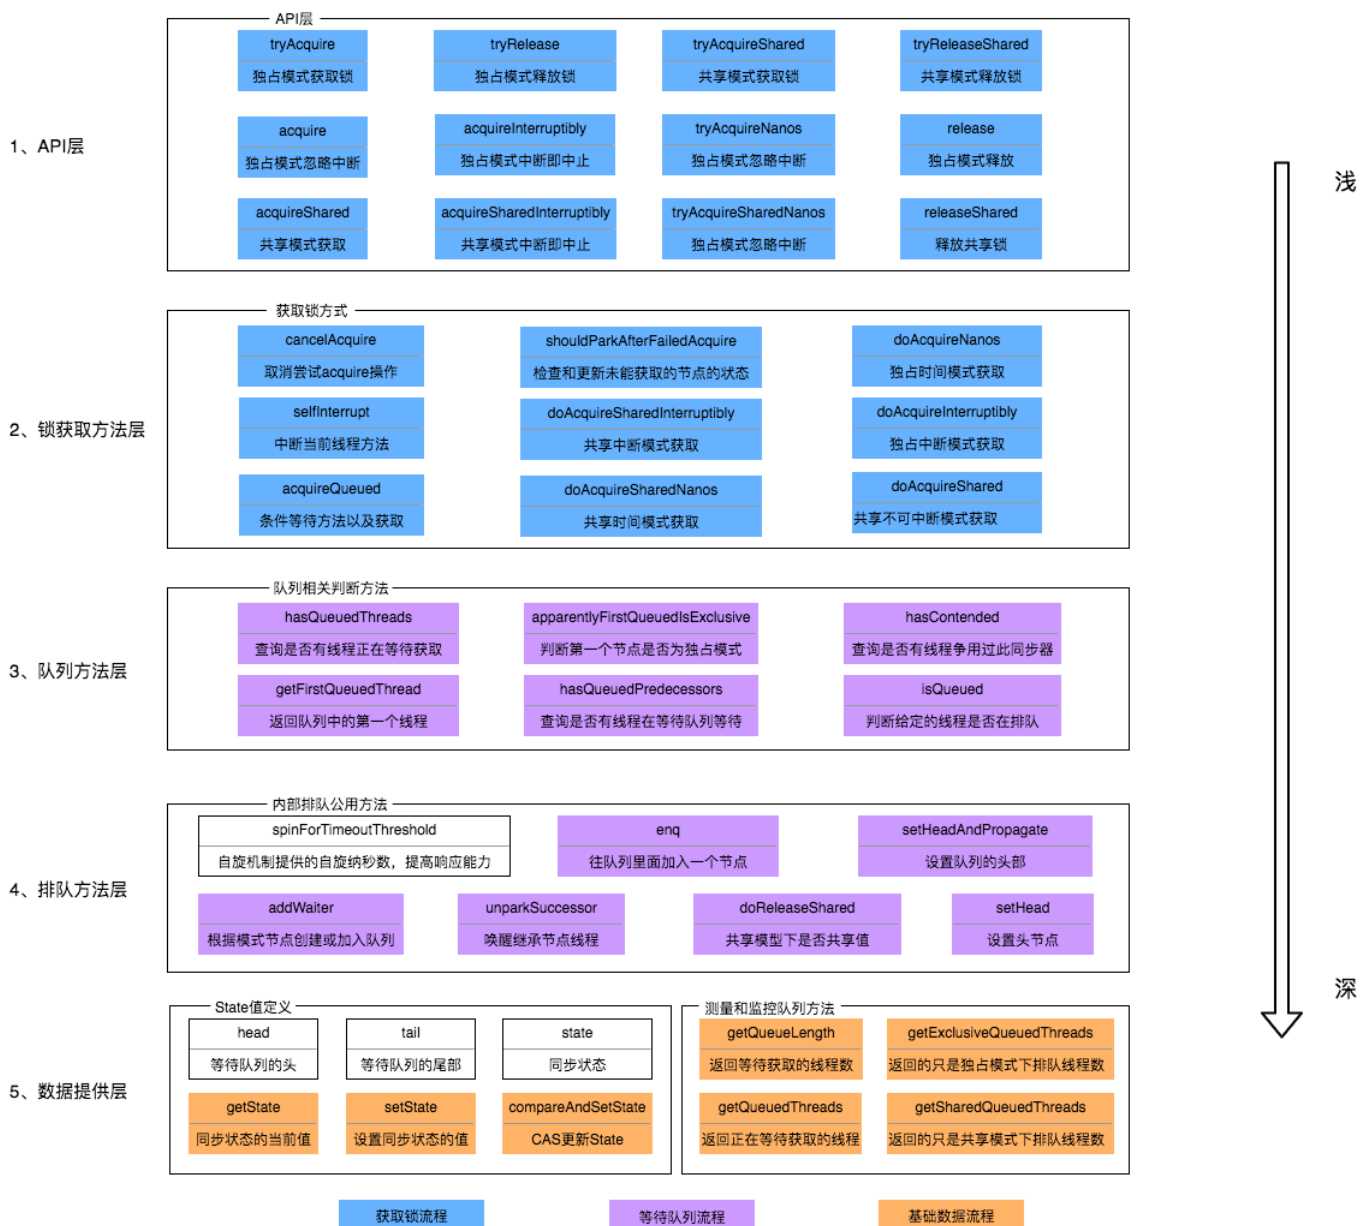 API层
tryAcquire
独占模式获取锁
tryRelease
独占模式释放锁
tryAcquireShared
共享模式获取锁
tryReleaseShared
共享模式释放锁
1、API层
acquire
独占模式忽略中断
acquireInterruptibly
独占模式中断即中止
tryAcquireNanos
独占模式忽略中断
release
独占模式释放
acquireShared
共享模式获取
acquireSharedInterruptibly
共享模式中断即中止
tryAcquireSharedNanos
独占模式忽略中断
releaseShared
释放共享锁
浅
获取锁方式
cancelAcquire
取消尝试acquire操作
shouldParkAfterFailedAcquire
检查和更新未能获取的节点的状态
doAcquireNanos
独占时间模式获取
2、锁获取方法层
selfInterrupt
中断当前线程方法
doAcquireSharedInterruptibly
共享中断模式获取
doAcquireInterruptibly
独占中断模式获取
acquireQueued
条件等待方法以及获取
doAcquireSharedNanos
共享时间模式获取
doAcquireShared
共享不可中断模式获取
队列相关判断方法
hasQueuedThreads
查询是否有线程正在等待获取
apparentlyFirstQueuedIsExclusive
判断第一个节点是否为独占模式
hasContended
查询是否有线程争用过此同步器
3、队列方法层
getFirstQueuedThread
返回队列中的第一个线程
hasQueuedPredecessors
查询是否有线程在等待队列等待
isQueued
判断给定的线程是否在排队
内部排队公用方法
spinForTimeoutThreshold
自旋机制提供的自旋纳秒数，提高响应能力
enq
往队列里面加入一个节点
setHeadAndPropagate
设置队列的头部
4、排队方法层
addWaiter
根据模式节点创建或加入队列
unparkSuccessor
唤醒继承节点线程
doReleaseShared
共享模型下是否共享值
setHead
设置头节点
深
State值定义
head
等待队列的头
tail
等待队列的尾部
state
同步状态
测量和监控队列方法
getQueueLength
返回等待获取的线程数
getExclusiveQueuedThreads
返回的只是独占模式下排队线程数
5、数据提供层
getState
同步状态的当前值
setState
设置同步状态的值
compareAndSetState
CAS更新State
getQueuedThreads
返回正在等待获取的线程
getSharedQueuedThreads
返回的只是共享模式下排队线程数
获取锁流程
等待队列流程
基础数据流程